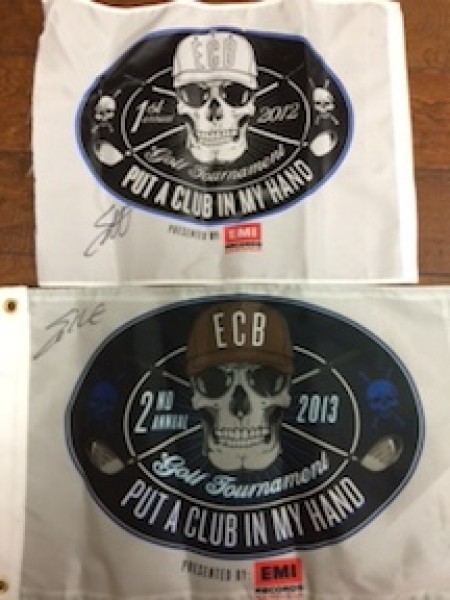 ECB
1st
annual
2012
Golf Tournament
PUT A CLUB IN MY HAND
PRESENTED BY: EMI
RECORDS
ECB
2ND
ANNUAL
2013
Golf Tournament
PUT A CLUB IN MY HAND
PRESENTED BY: EMI
RECORDS